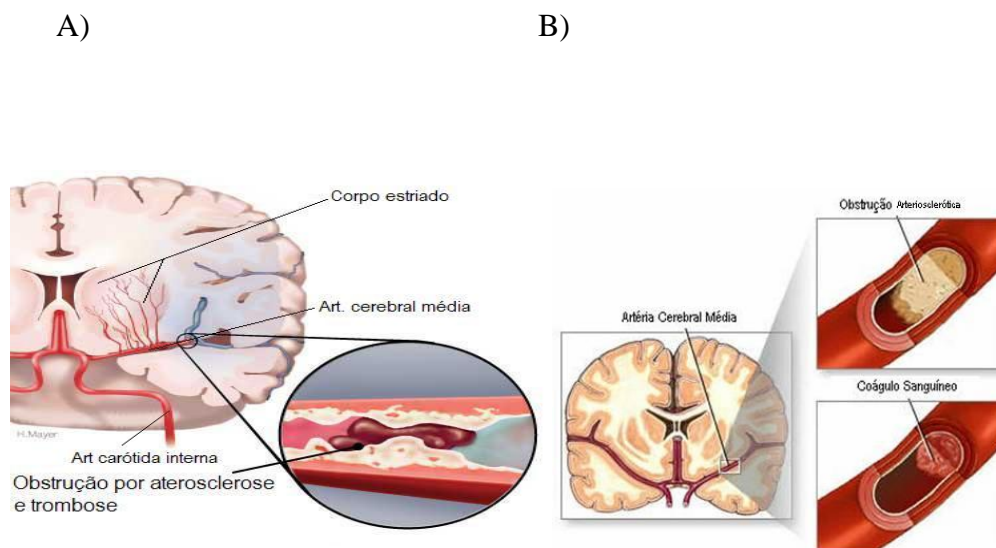 A)
B)
Corpo estriado
Art. cerebral média
H.Mayer
Art carótida interna
Obstrução por aterosclerose
e trombose
Obstrução Arteriosclerótica
Artéria Cerebral Média
Coágulo Sanguíneo